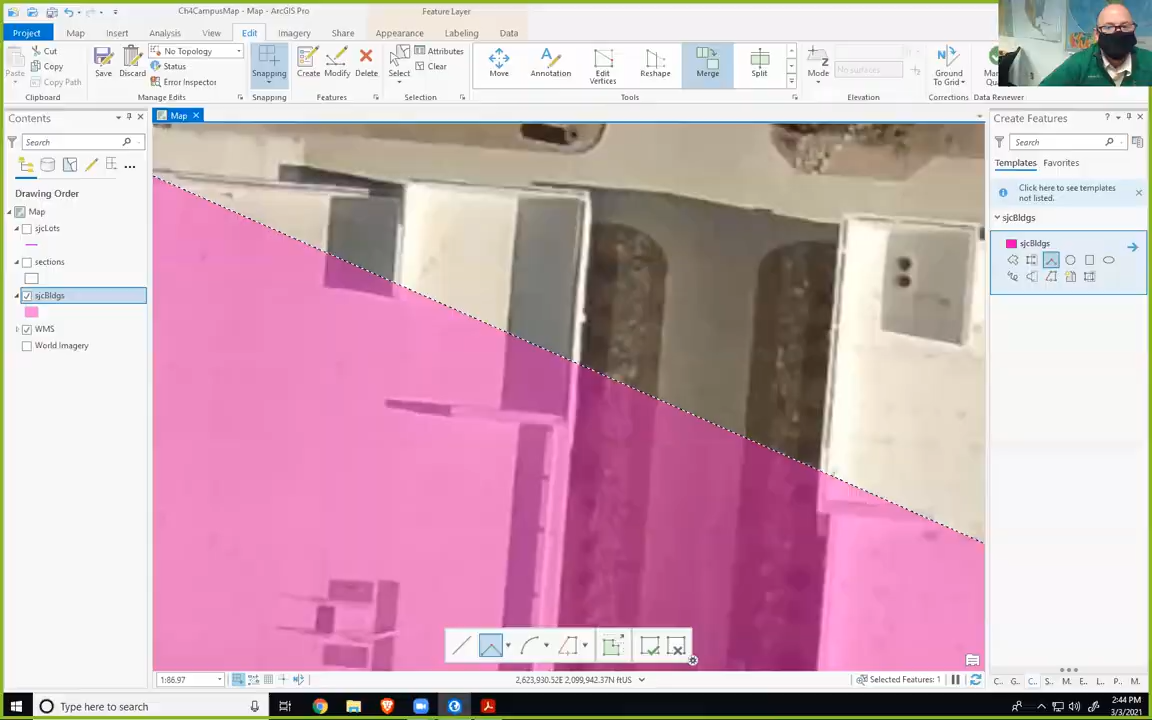 Ch4CampusMap - ArcGIS Pro
Feature Layer
Project Map Insert Analysis View Edit Imagery Share Appearance Labeling Data
Paste
Cut
Copy
Copy Path
Clipboard
Save
Discard
No Topology
Status
Error Inspector
Manage Edits
Snapping
Snapping
Create
Modify
Delete
Features
Select
Attributes
Clear
Selection
Move
Annotation
Edit
Vertices
Reshape
Merge
Split
Tools
Mode
No surfaces
Elevation
Ground
To Grid
Corrections
Data Reviewer
Contents
Search
Drawing Order
Map
sjcLots
sections
sjcBldgs
WMS
World Imagery
Map
Create Features
Search
Templates Favorites
Click here to see templates
not listed.
sjcBldgs
sjcBldgs
1:86.97
2,623,930.52E 2,099,942.37N ftUS
Selected Features: 1
C... G... C... S... M... E... L... P... M...
Type here to search
2:44 PM
3/3/2021